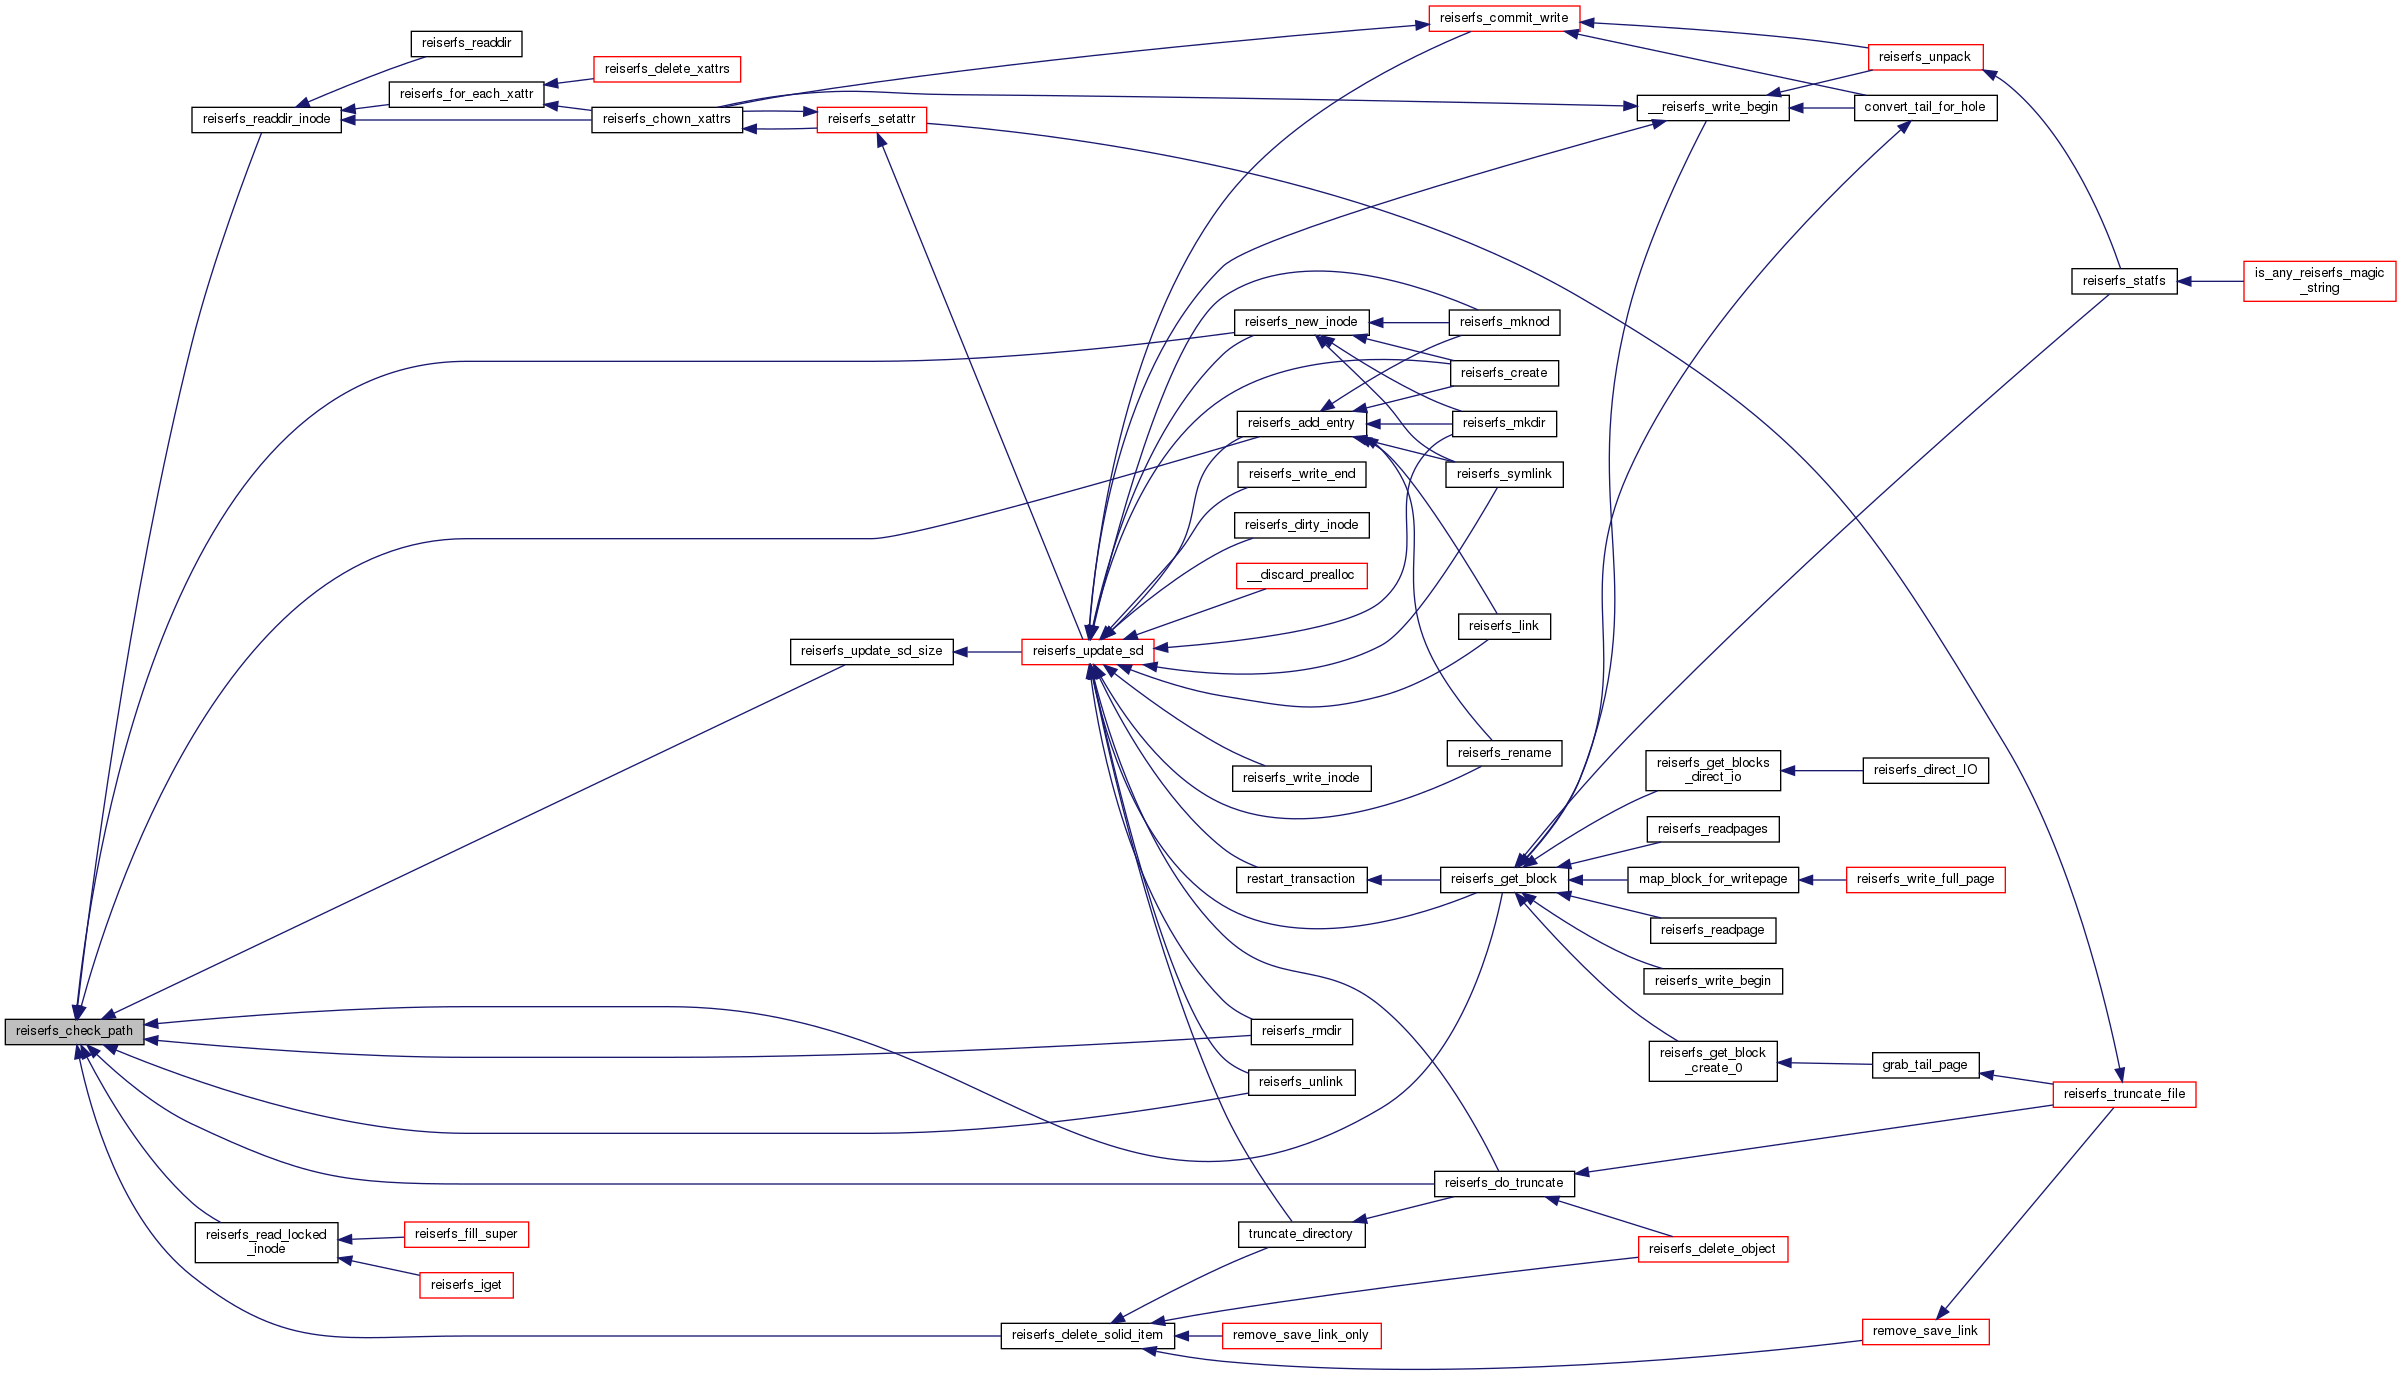 reiserfs_commit_write
reiserfs_readdir
reiserfs_unpack
reiserfs_delete_xattrs
reiserfs_for_each_xattr
__reiserfs_write_begin
convert_tail_for_hole
reiserfs_readdir_inode
reiserfs_chown_xattrs
reiserfs_setattr
reiserfs_statfs
is_any_reiserfs_magic
_string
reiserfs_new_inode
reiserfs_mknod
reiserfs_create
reiserfs_add_entry
reiserfs_mkdir
reiserfs_write_end
reiserfs_symlink
reiserfs_dirty_inode
__discard_prealloc
reiserfs_link
reiserfs_update_sd_size
reiserfs_update_sd
reiserfs_rename
reiserfs_write_inode
reiserfs_get_blocks
_direct_io
reiserfs_direct_IO
reiserfs_readpages
restart_transaction
reiserfs_get_block
map_block_for_writepage
reiserfs_write_full_page
reiserfs_readpage
reiserfs_write_begin
reiserfs_check_path
reiserfs_rmdir
reiserfs_get_block
_create_0
grab_tail_page
reiserfs_unlink
reiserfs_truncate_file
reiserfs_do_truncate
reiserfs_read_locked
_inode
reiserfs_fill_super
truncate_directory
reiserfs_delete_object
reiserfs_iget
reiserfs_delete_solid_item
remove_save_link_only
remove_save_link